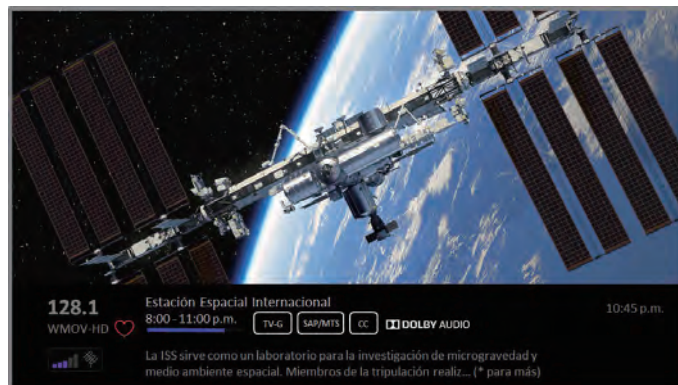 128.1
WMOV-HD
Estación Espacial Internacional
8:00 - 11:00 p.m.
TV-G
SAP/MTS
CC
DOLBY AUDIO
10:45 p.m.
La ISS sirve como un laboratorio para la investigación de microgravedad y
medio ambiente espacial. Miembros de la tripulación realiz... (* para más)